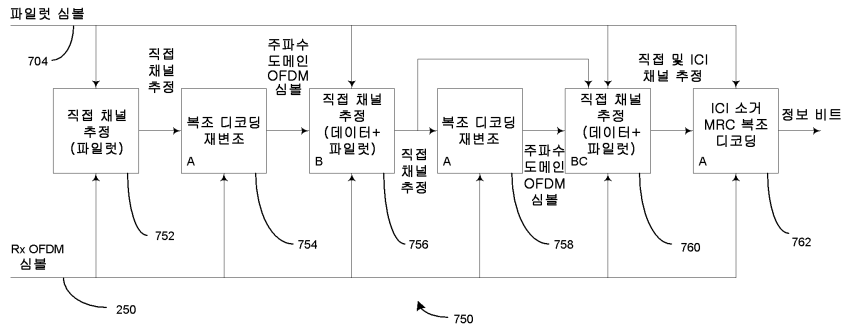 파일럿 심볼
704
직접
채널
추정
주파수
도메인
OFDM
심볼
직접 및 ICI
채널 추정
직접 채널
추정
(파일럿)
복조 디코딩
재변조
A
직접 채널
추정
(데이터+
파일럿)
B
복조 디코딩
재변조
A
직접 채널
추정
(데이터+
파일럿)
BC
ICI 소거
MRC 복조
디코딩
A
정보 비트
직접
채널
추정
주파수
도메인
OFDM
심볼
752
754
756
758
760
762
Rx OFDM
심볼
250
750